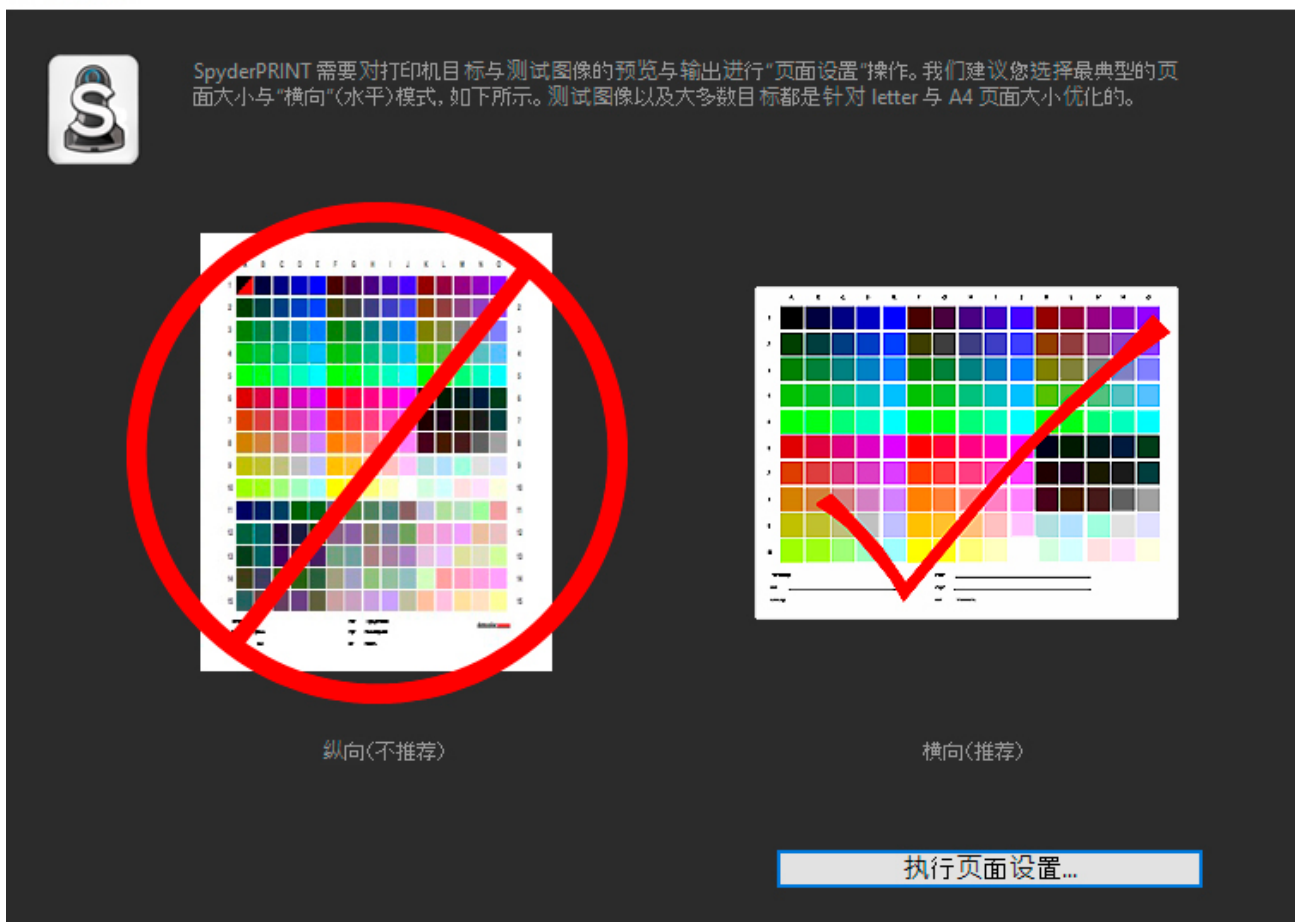 SpyderPRINT 需要对打印机目标与测试图像的预览与输出进行"页面设置"操作。我们建议您选择最典型的页
面大小与"横向"(水平)模式，如下所示。测试图像以及大多数目标都是针对 letter 与 A4 页面大小优化的。
S
纵向(不推荐)
横向(推荐)
执行页面设置...